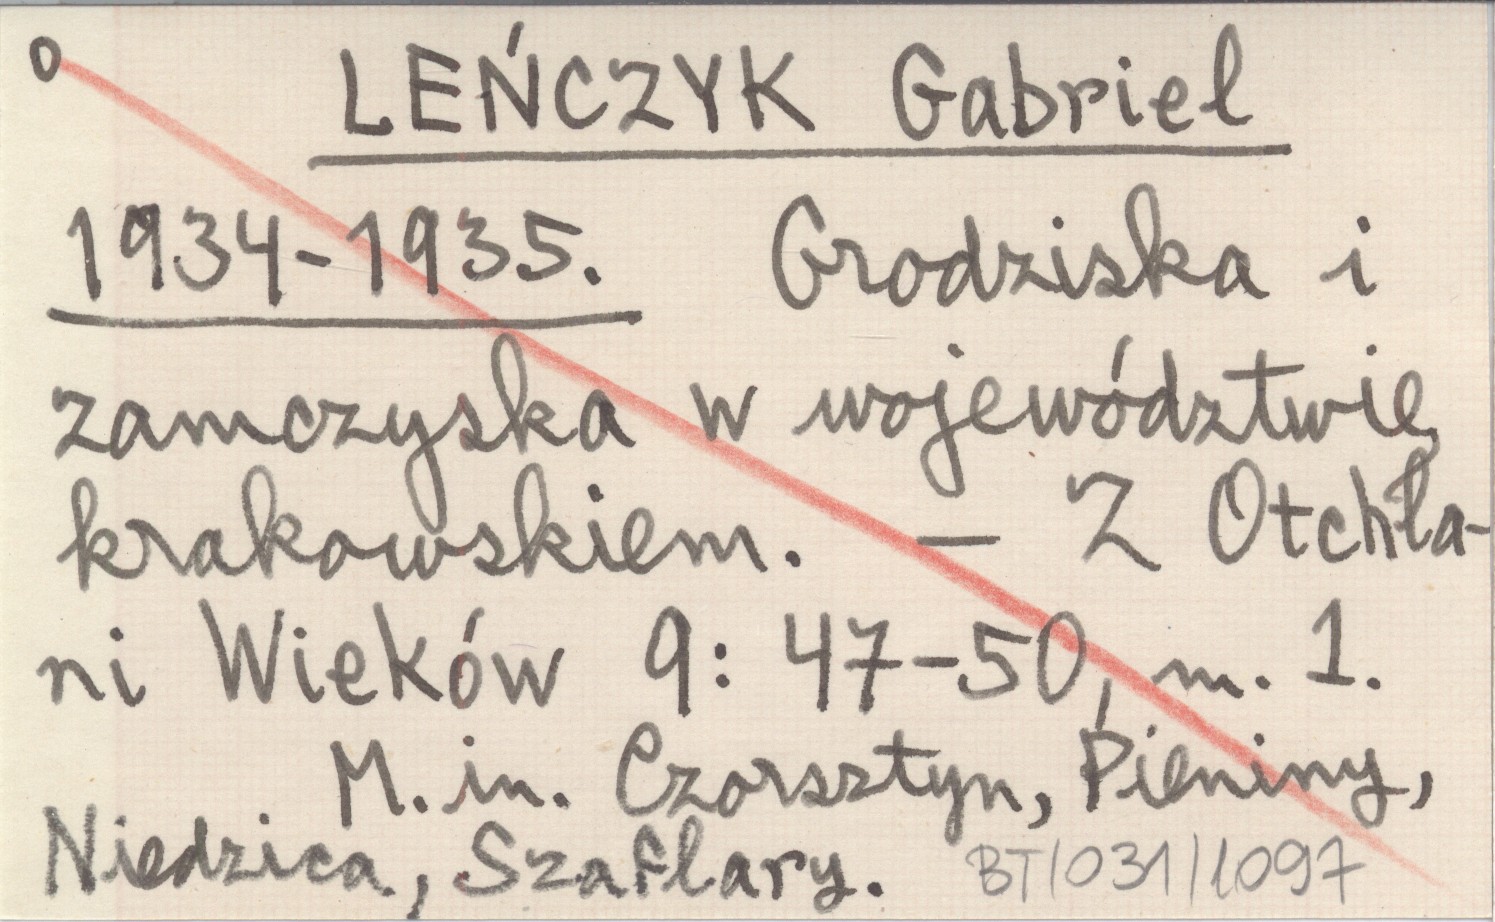 o LEŃCZYK Gabriel
1934-1935. Grodziska i
zamczyska w województwie
krakowskiem. — Z Otchła-
ni Wieków 9: 47-50, m. 1.
M. in. Czorsztyn, Pieniny,
Niedzica, Szaflary. BT/031/1097